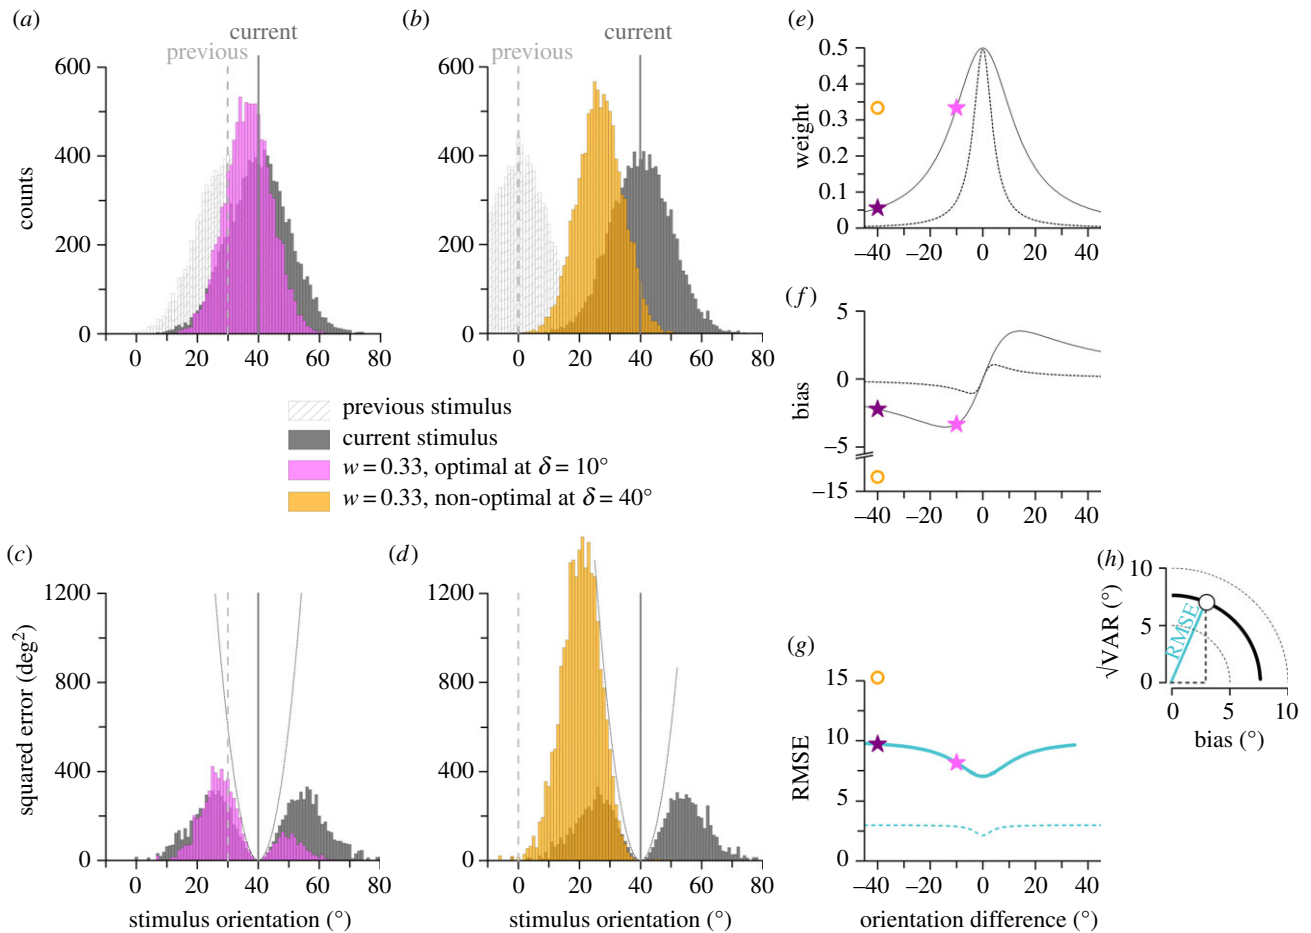 (a)
previous
current
600
400
200
0
counts
0
20
40
60
80
(b)
previous
current
600
400
200
0
0
20
40
60
80
previous stimulus
current stimulus
w = 0.33, optimal at δ = 10°
w = 0.33, non-optimal at δ = 40°
(c)
1200
800
400
0
squared error (deg²)
0
20
40
60
80
stimulus orientation (°)
(d)
1200
800
400
0
0
20
40
60
80
stimulus orientation (°)
(e)
0.5
0.4
0.3
0.2
0.1
0
weight
–40
–20
0
20
40
(f)
5
0
–5
–15
bias
–40
–20
0
20
40
(g)
15
10
5
0
RMSE
–40
–20
0
20
40
orientation difference (°)
(h)
10
5
0
√VAR (°)
RMSE
0
5
10
bias (°)